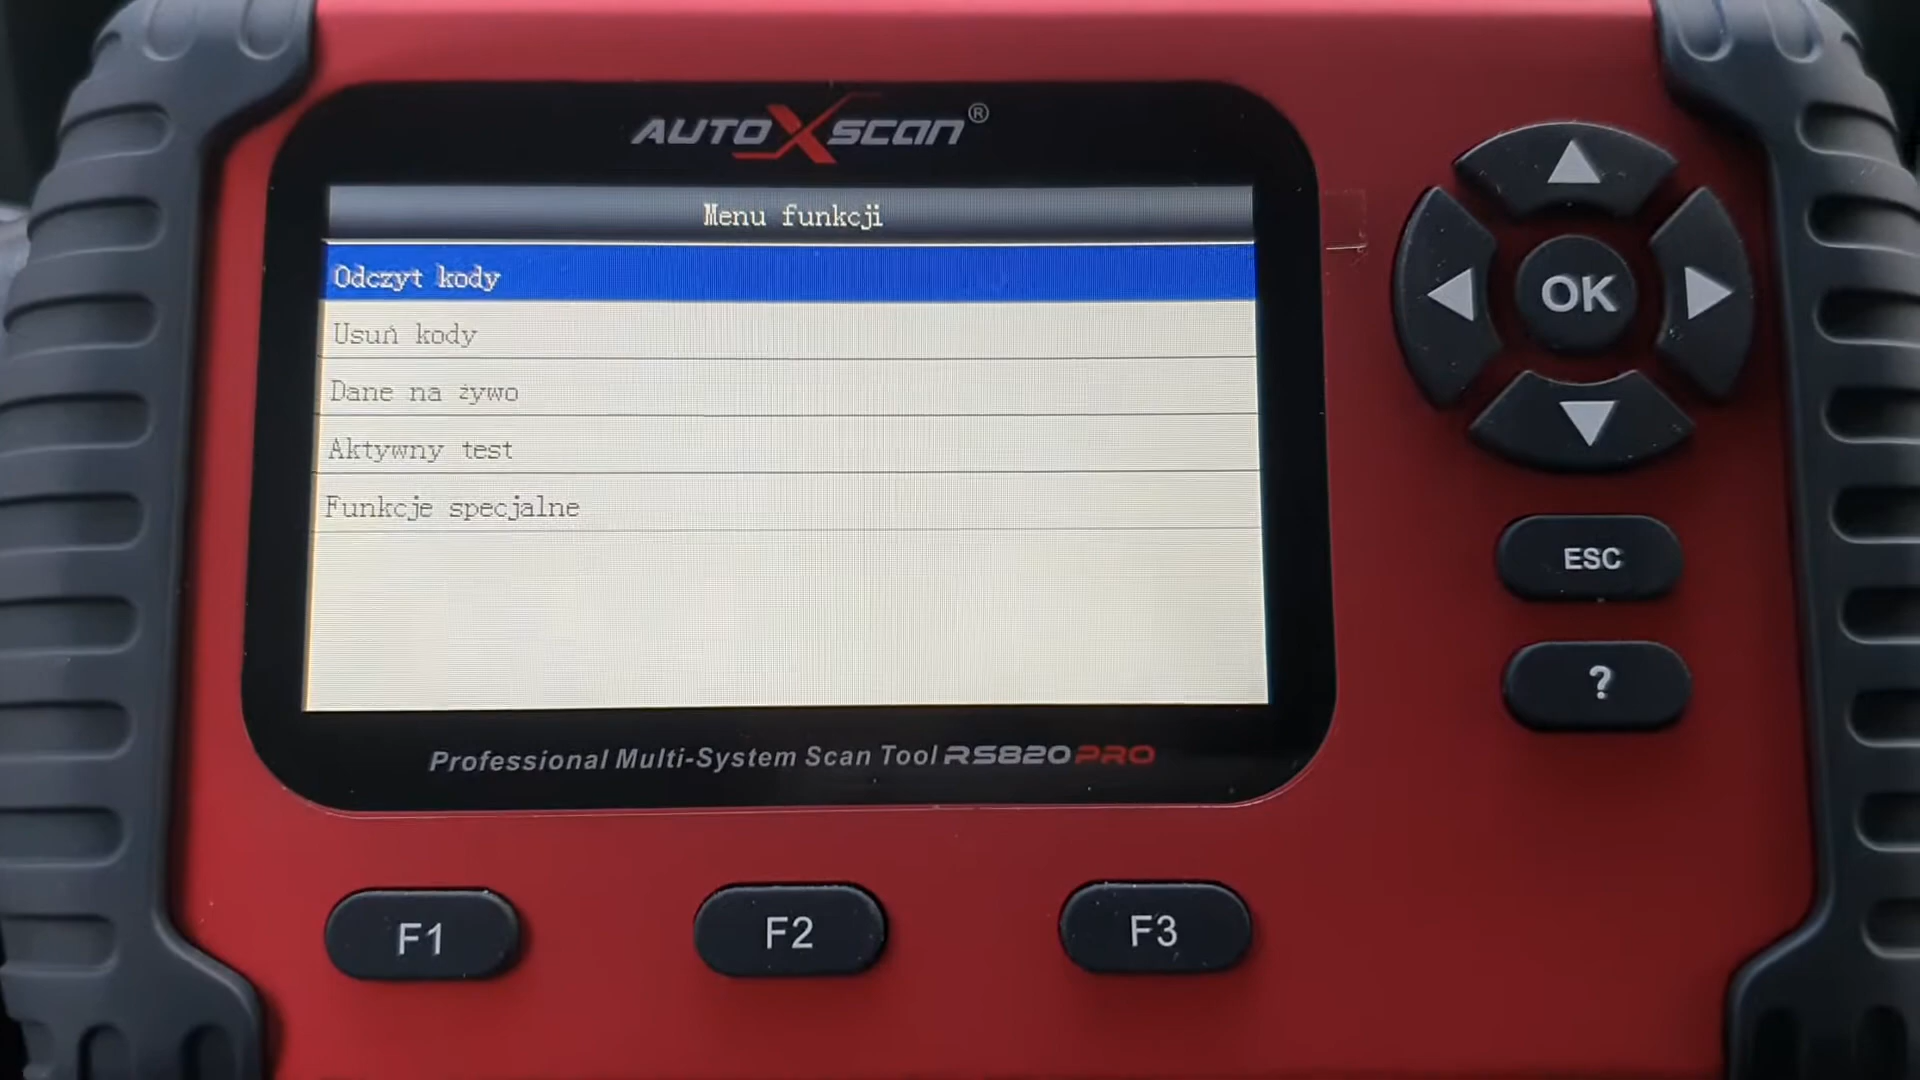 AUTOXSCAN®
Menu funkcji
Odczyt kody
Usuń kody
Dane na żywo
Aktywny test
Funkcje specjalne
Professional Multi-System Scan Tool RS820PRO
OK
ESC
?
F1 F2 F3